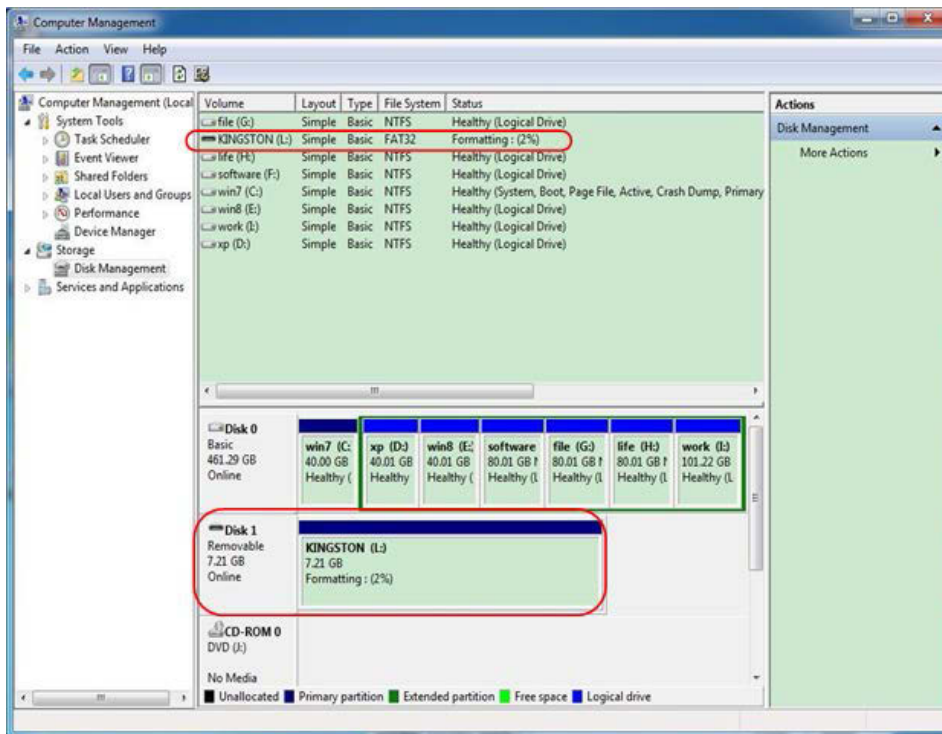 Computer Management
File Action View Help
Computer Management (Local
System Tools
Task Scheduler
Event Viewer
Shared Folders
Local Users and Groups
Performance
Device Manager
Storage
Disk Management
Services and Applications
Volume Layout Type File System Status
file (G:) Simple Basic NTFS Healthy (Logical Drive)
KINGSTON (L:) Simple Basic FAT32 Formatting : (2%)
life (H:) Simple Basic NTFS Healthy (Logical Drive)
software (F:) Simple Basic NTFS Healthy (Logical Drive)
win7 (C:) Simple Basic NTFS Healthy (System, Boot, Page File, Active, Crash Dump, Primary
win8 (E:) Simple Basic NTFS Healthy (Logical Drive)
work (I:) Simple Basic NTFS Healthy (Logical Drive)
xp (D:) Simple Basic NTFS Healthy (Logical Drive)
Actions
Disk Management
More Actions
Disk 0
Basic
461.29 GB
Online
win7 (C:
40.00 GB
Healthy (
xp (D:)
40.01 GB
Healthy
win8 (E:
40.01 GB
Healthy (
software
80.01 GB
Healthy (L
file (G:)
80.01 GB
Healthy (L
life (H:)
80.01 GB
Healthy (L
work (I:)
101.22 GB
Healthy (L
Disk 1
Removable
7.21 GB
Online
KINGSTON (L:)
7.21 GB
Formatting : (2%)
CD-ROM 0
DVD (J:)
No Media
Unallocated Primary partition Extended partition Free space Logical drive